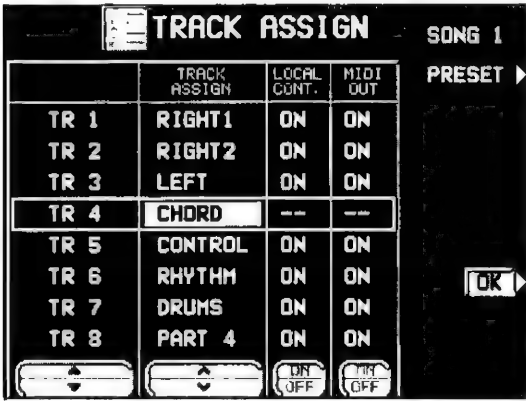 TRACK ASSIGN
SONG 1
PRESET
TRACK ASSIGN LOCAL CONT. MIDI OUT
TR 1 RIGHT1 ON ON
TR 2 RIGHT2 ON ON
TR 3 LEFT ON ON
TR 4 CHORD -- --
TR 5 CONTROL ON ON
TR 6 RHYTHM ON ON
OK
TR 7 DRUMS ON ON
TR 8 PART 4 ON ON
ON OFF ON OFF